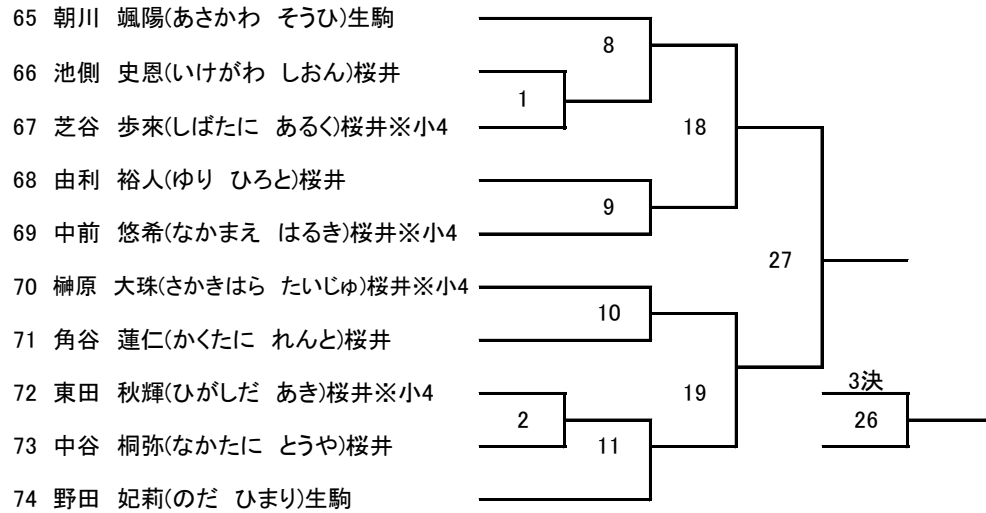 65 朝川 颯陽(あさかわ そうひ)生駒
8
66 池側 史恩(いけがわ しおん)桜井
1
67 芝谷 歩來(しばたに あるく)桜井※小4
18
68 由利 裕人(ゆり ひろと)桜井
9
69 中前 悠希(なかまえ はるき)桜井※小4
27
70 榊原 大珠(さかきはら たいじゅ)桜井※小4
10
71 角谷 蓮仁(かくたに れんと)桜井
3決
72 東田 秋輝(ひがしだ あき)桜井※小4
19
2
26
73 中谷 桐弥(なかたに とうや)桜井
11
74 野田 妃莉(のだ ひまり)生駒